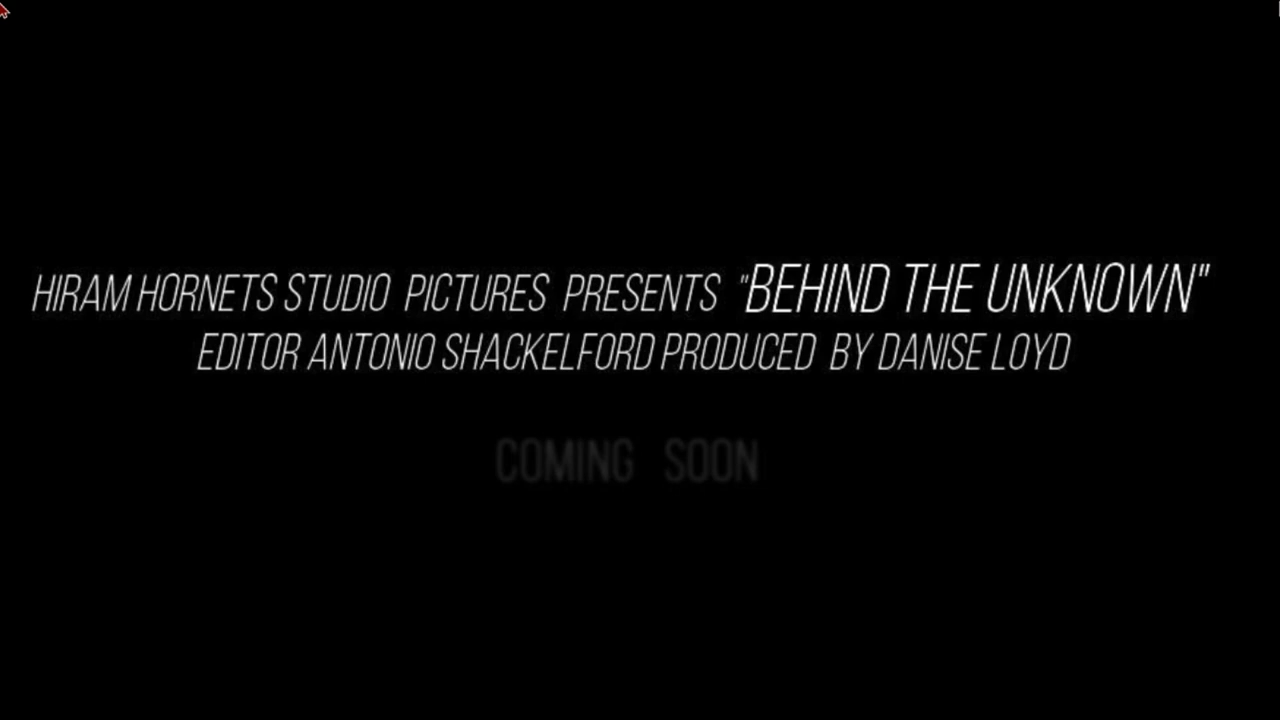 HIRAM HORNETS STUDIO PICTURES PRESENTS "BEHIND THE UNKNOWN"
EDITOR ANTONIO SHACKELFORD PRODUCED BY DANISE LOYD
COMING SOON